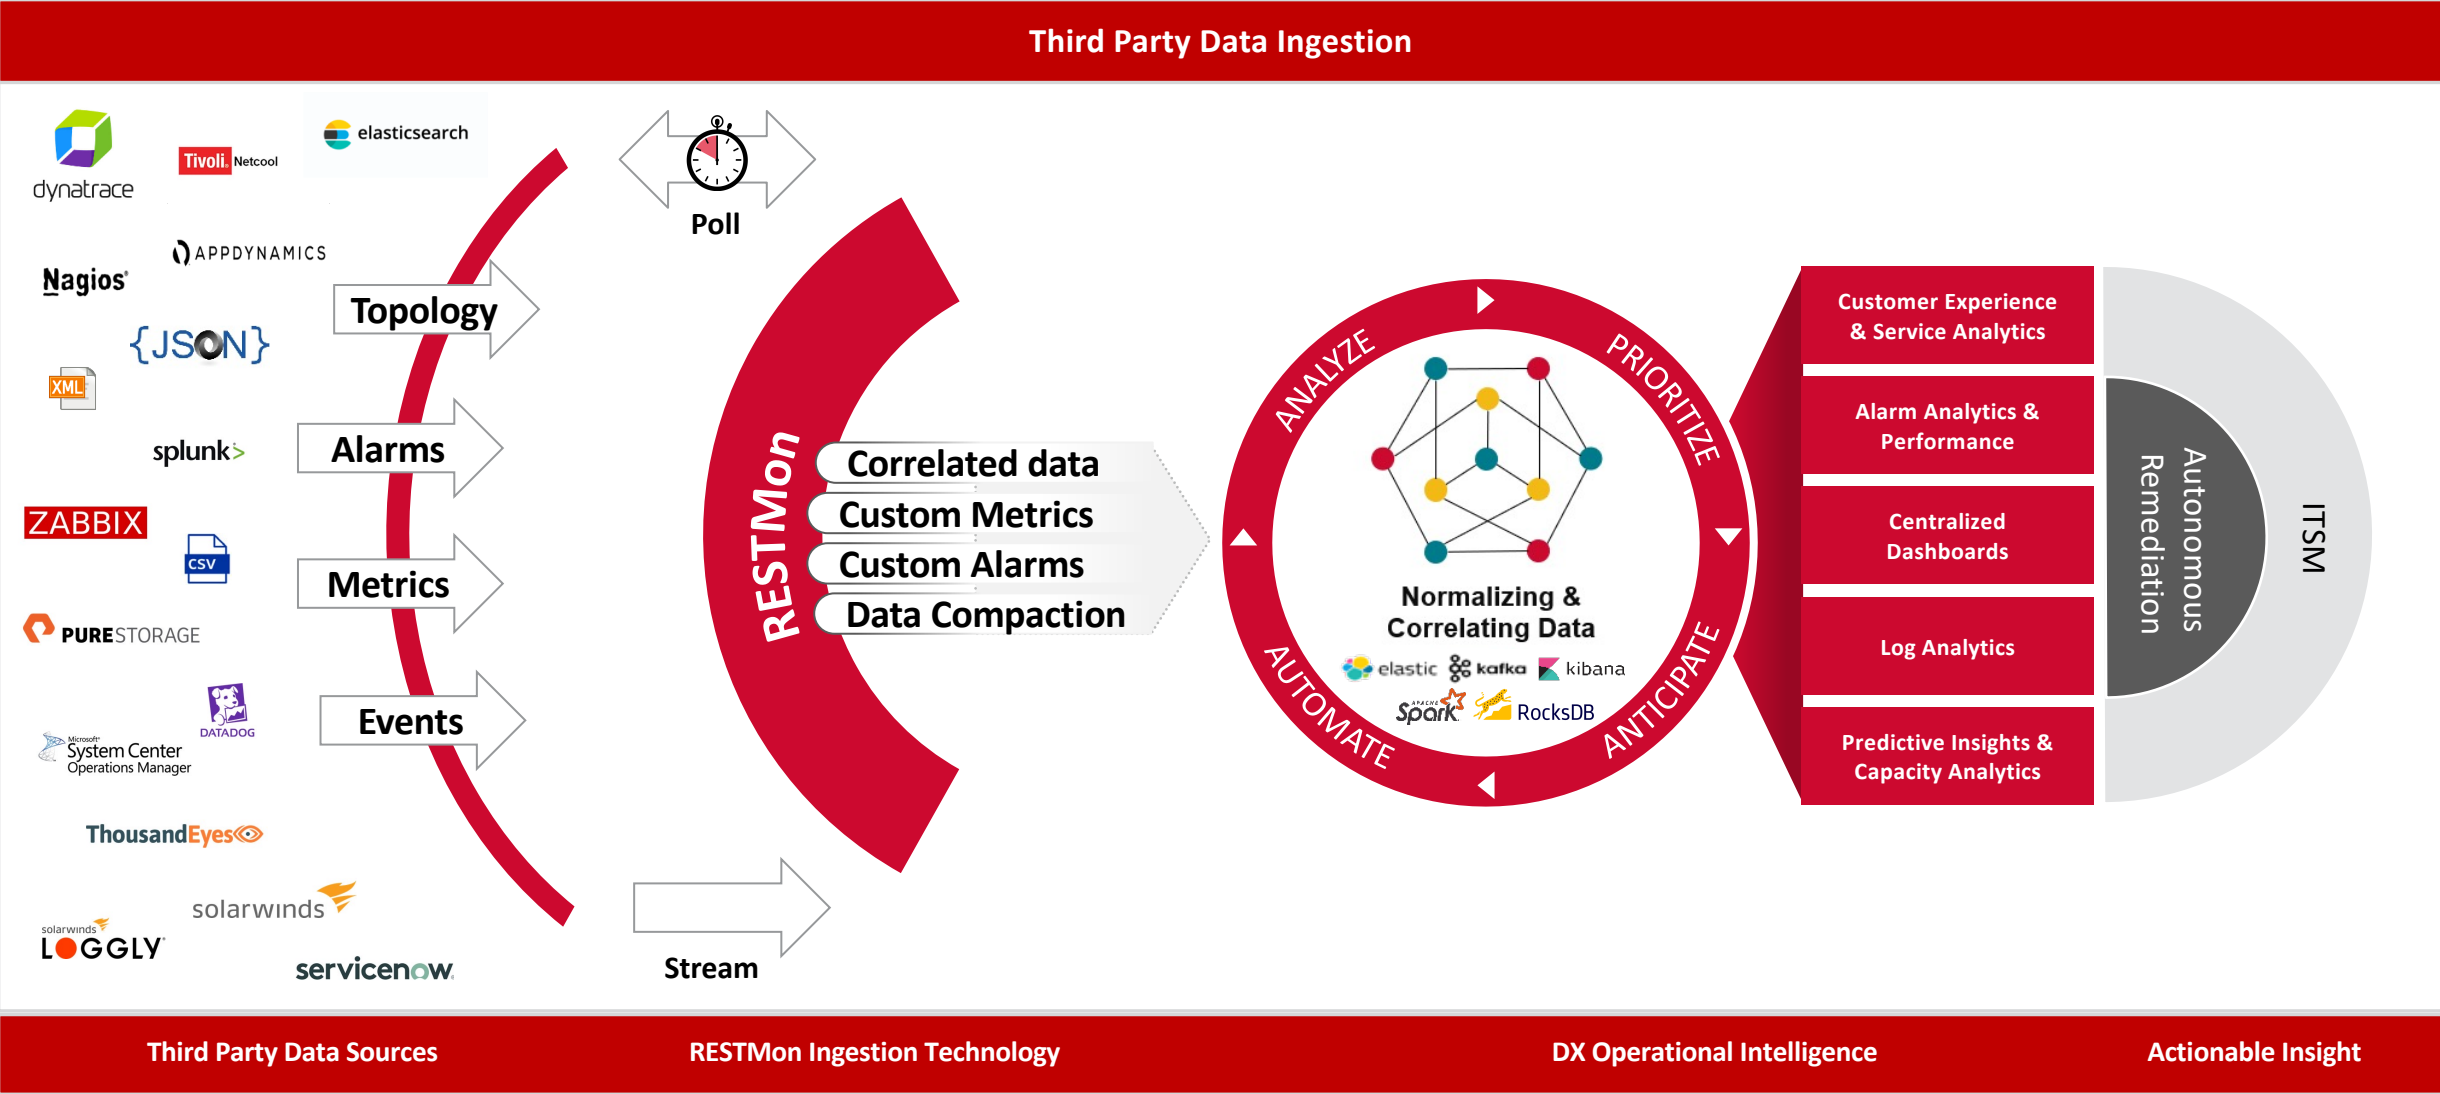 Third Party Data Ingestion
dynatrace
Tivoli. Netcool
elasticsearch
APPDYNAMICS
Nagios®
{JSON}
XML
splunk>
ZABBIX
CSV
PURESTORAGE
DATADOG
Microsoft®
System Center
Operations Manager
ThousandEyes
solarwinds
solarwinds
LOGGLY
servicenow
Topology
Alarms
Metrics
Events
Poll
Stream
RESTMon
Correlated data
Custom Metrics
Custom Alarms
Data Compaction
ANALYZE
PRIORITIZE
ANTICIPATE
AUTOMATE
Normalizing &
Correlating Data
elastic
kafka
kibana
APACHE
Spark
RocksDB
Customer Experience
& Service Analytics
Alarm Analytics &
Performance
Centralized
Dashboards
Log Analytics
Predictive Insights &
Capacity Analytics
Autonomous
Remediation
ITSM
Third Party Data Sources
RESTMon Ingestion Technology
DX Operational Intelligence
Actionable Insight